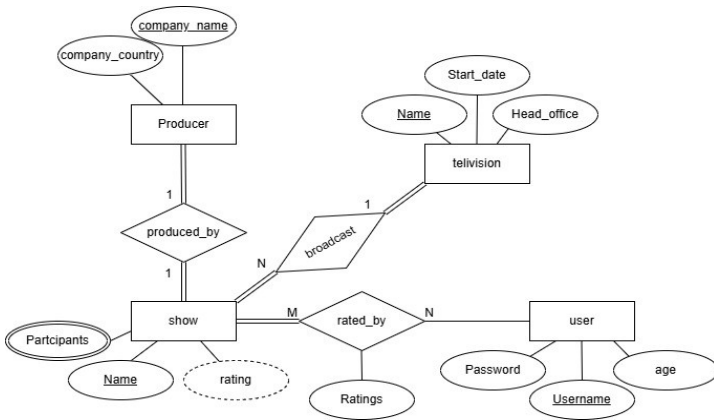 company_name
company_country
Producer
Start_date
Name
Head_office
telivision
1
1
produced_by
broadcast
N
1
show
M
rated_by
N
user
Partcipants
Name
rating
Ratings
Password
Username
age